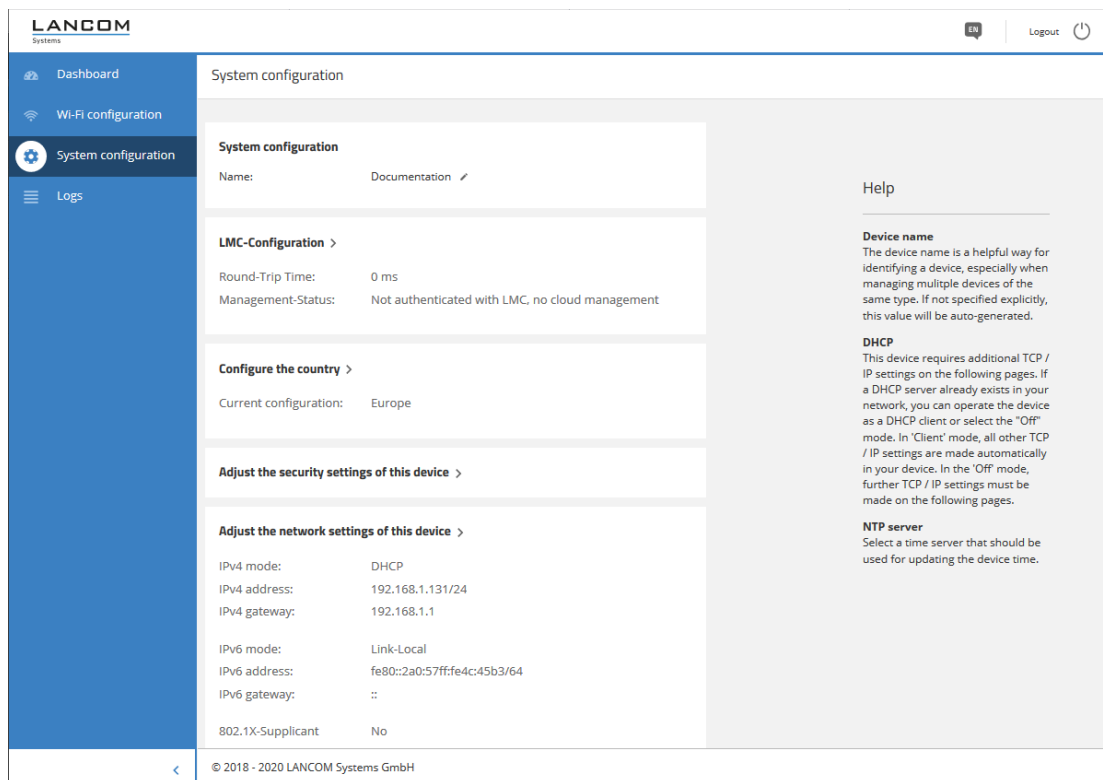 LANCOM
Systems
EN
Logout
Dashboard
Wi-Fi configuration
System configuration
Logs
System configuration
System configuration
Name: Documentation
LMC-Configuration >
Round-Trip Time: 0 ms
Management-Status: Not authenticated with LMC, no cloud management
Configure the country >
Current configuration: Europe
Adjust the security settings of this device >
Adjust the network settings of this device >
IPv4 mode: DHCP
IPv4 address: 192.168.1.131/24
IPv4 gateway: 192.168.1.1
IPv6 mode: Link-Local
IPv6 address: fe80::2a0:57ff:fe4c:45b3/64
IPv6 gateway: ::
802.1X-Supplicant No
Help
Device name
The device name is a helpful way for
identifying a device, especially when
managing mulitple devices of the
same type. If not specified explicitly,
this value will be auto-generated.
DHCP
This device requires additional TCP /
IP settings on the following pages. If
a DHCP server already exists in your
network, you can operate the device
as a DHCP client or select the "Off"
mode. In 'Client' mode, all other TCP
/ IP settings are made automatically
in your device. In the 'Off' mode,
further TCP / IP settings must be
made on the following pages.
NTP server
Select a time server that should be
used for updating the device time.
<
© 2018 - 2020 LANCOM Systems GmbH